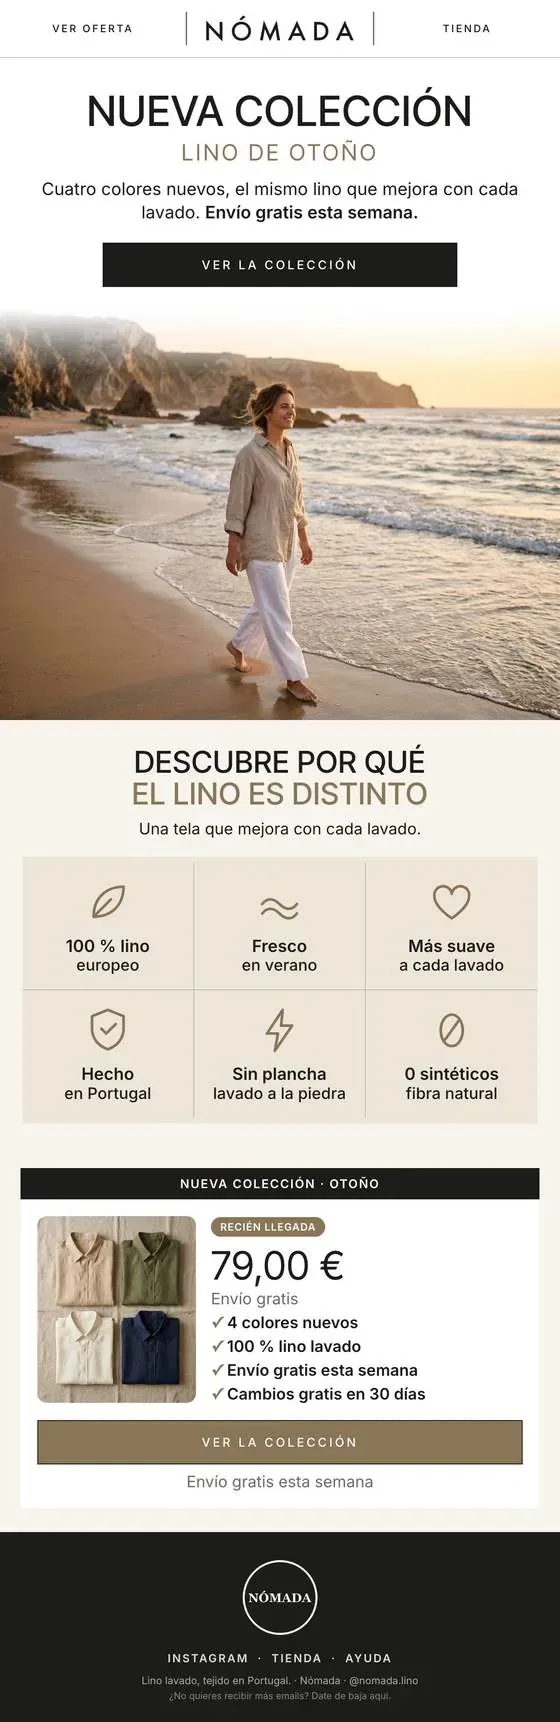 VER OFERTA
NÓMADA
TIENDA
NUEVA COLECCIÓN
LINO DE OTOÑO
Cuatro colores nuevos, el mismo lino que mejora con cada
lavado. Envío gratis esta semana.
VER LA COLECCIÓN
DESCUBRE POR QUÉ
EL LINO ES DISTINTO
Una tela que mejora con cada lavado.
100 % lino
europeo
Fresco
en verano
Más suave
a cada lavado
Hecho
en Portugal
Sin plancha
lavado a la piedra
0 sintéticos
fibra natural
NUEVA COLECCIÓN · OTOÑO
RECIÉN LLEGADA
79,00 €
Envío gratis
✓ 4 colores nuevos
✓ 100 % lino lavado
✓ Envío gratis esta semana
✓ Cambios gratis en 30 días
VER LA COLECCIÓN
Envío gratis esta semana
NÓMADA
INSTAGRAM · TIENDA · AYUDA
Lino lavado, tejido en Portugal. · Nómada · @nomada.lino
¿No quieres recibir más emails? Date de baja aquí.